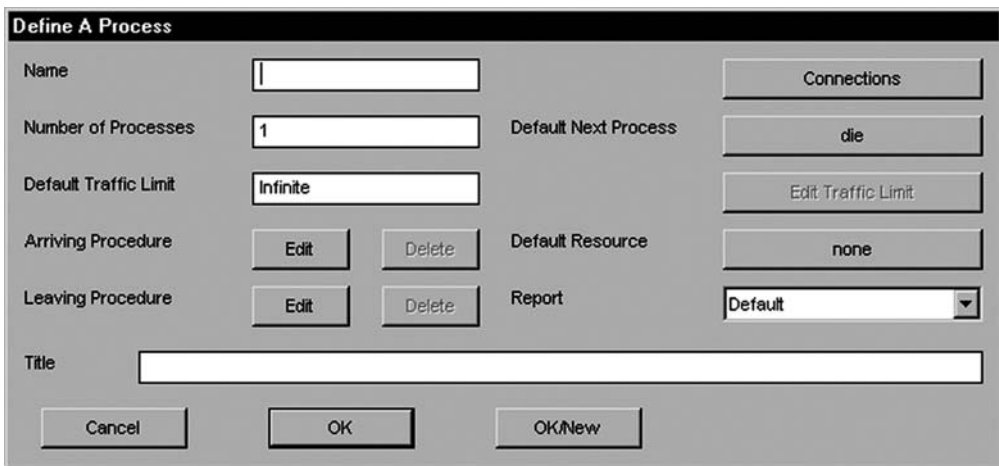 Define A Process
Name
Connections
Number of Processes 1 Default Next Process die
Default Traffic Limit Infinite Edit Traffic Limit
Arriving Procedure Edit Delete Default Resource none
Leaving Procedure Edit Delete Report Default
Title
Cancel OK OK/New